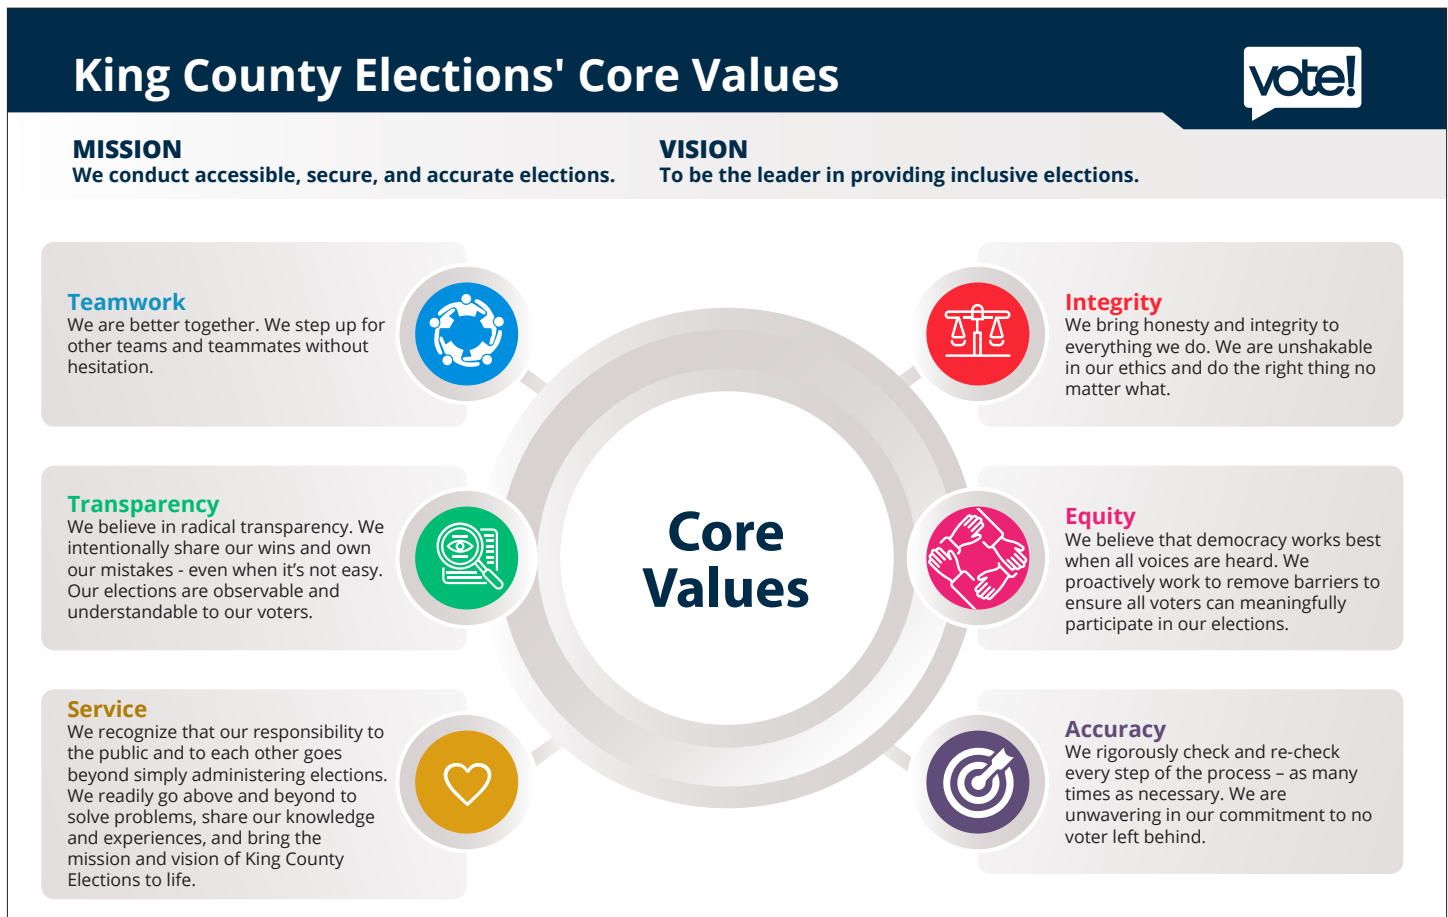 King County Elections' Core Values
vote!
MISSION
We conduct accessible, secure, and accurate elections.
VISION
To be the leader in providing inclusive elections.
Teamwork
We are better together. We step up for
other teams and teammates without
hesitation.
Transparency
We believe in radical transparency. We
intentionally share our wins and own
our mistakes - even when it’s not easy.
Our elections are observable and
understandable to our voters.
Service
We recognize that our responsibility to
the public and to each other goes
beyond simply administering elections.
We readily go above and beyond to
solve problems, share our knowledge
and experiences, and bring the
mission and vision of King County
Elections to life.
Core
Values
Integrity
We bring honesty and integrity to
everything we do. We are unshakable
in our ethics and do the right thing no
matter what.
Equity
We believe that democracy works best
when all voices are heard. We
proactively work to remove barriers to
ensure all voters can meaningfully
participate in our elections.
Accuracy
We rigorously check and re-check
every step of the process – as many
times as necessary. We are
unwavering in our commitment to no
voter left behind.